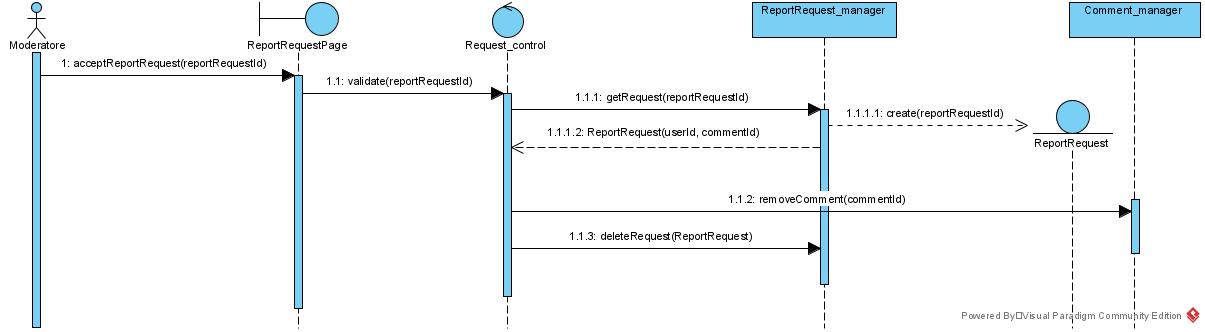 Moderatore
ReportRequestPage
Request_control
ReportRequest_manager
Comment_manager
1: acceptReportRequest(reportRequestId)
1.1: validate(reportRequestId)
1.1.1: getRequest(reportRequestId)
1.1.1.1: create(reportRequestId)
1.1.1.2: ReportRequest(userId, commentId)
ReportRequest
1.1.2: removeComment(commentId)
1.1.3: deleteRequest(ReportRequest)
Powered By□Visual Paradigm Community Edition